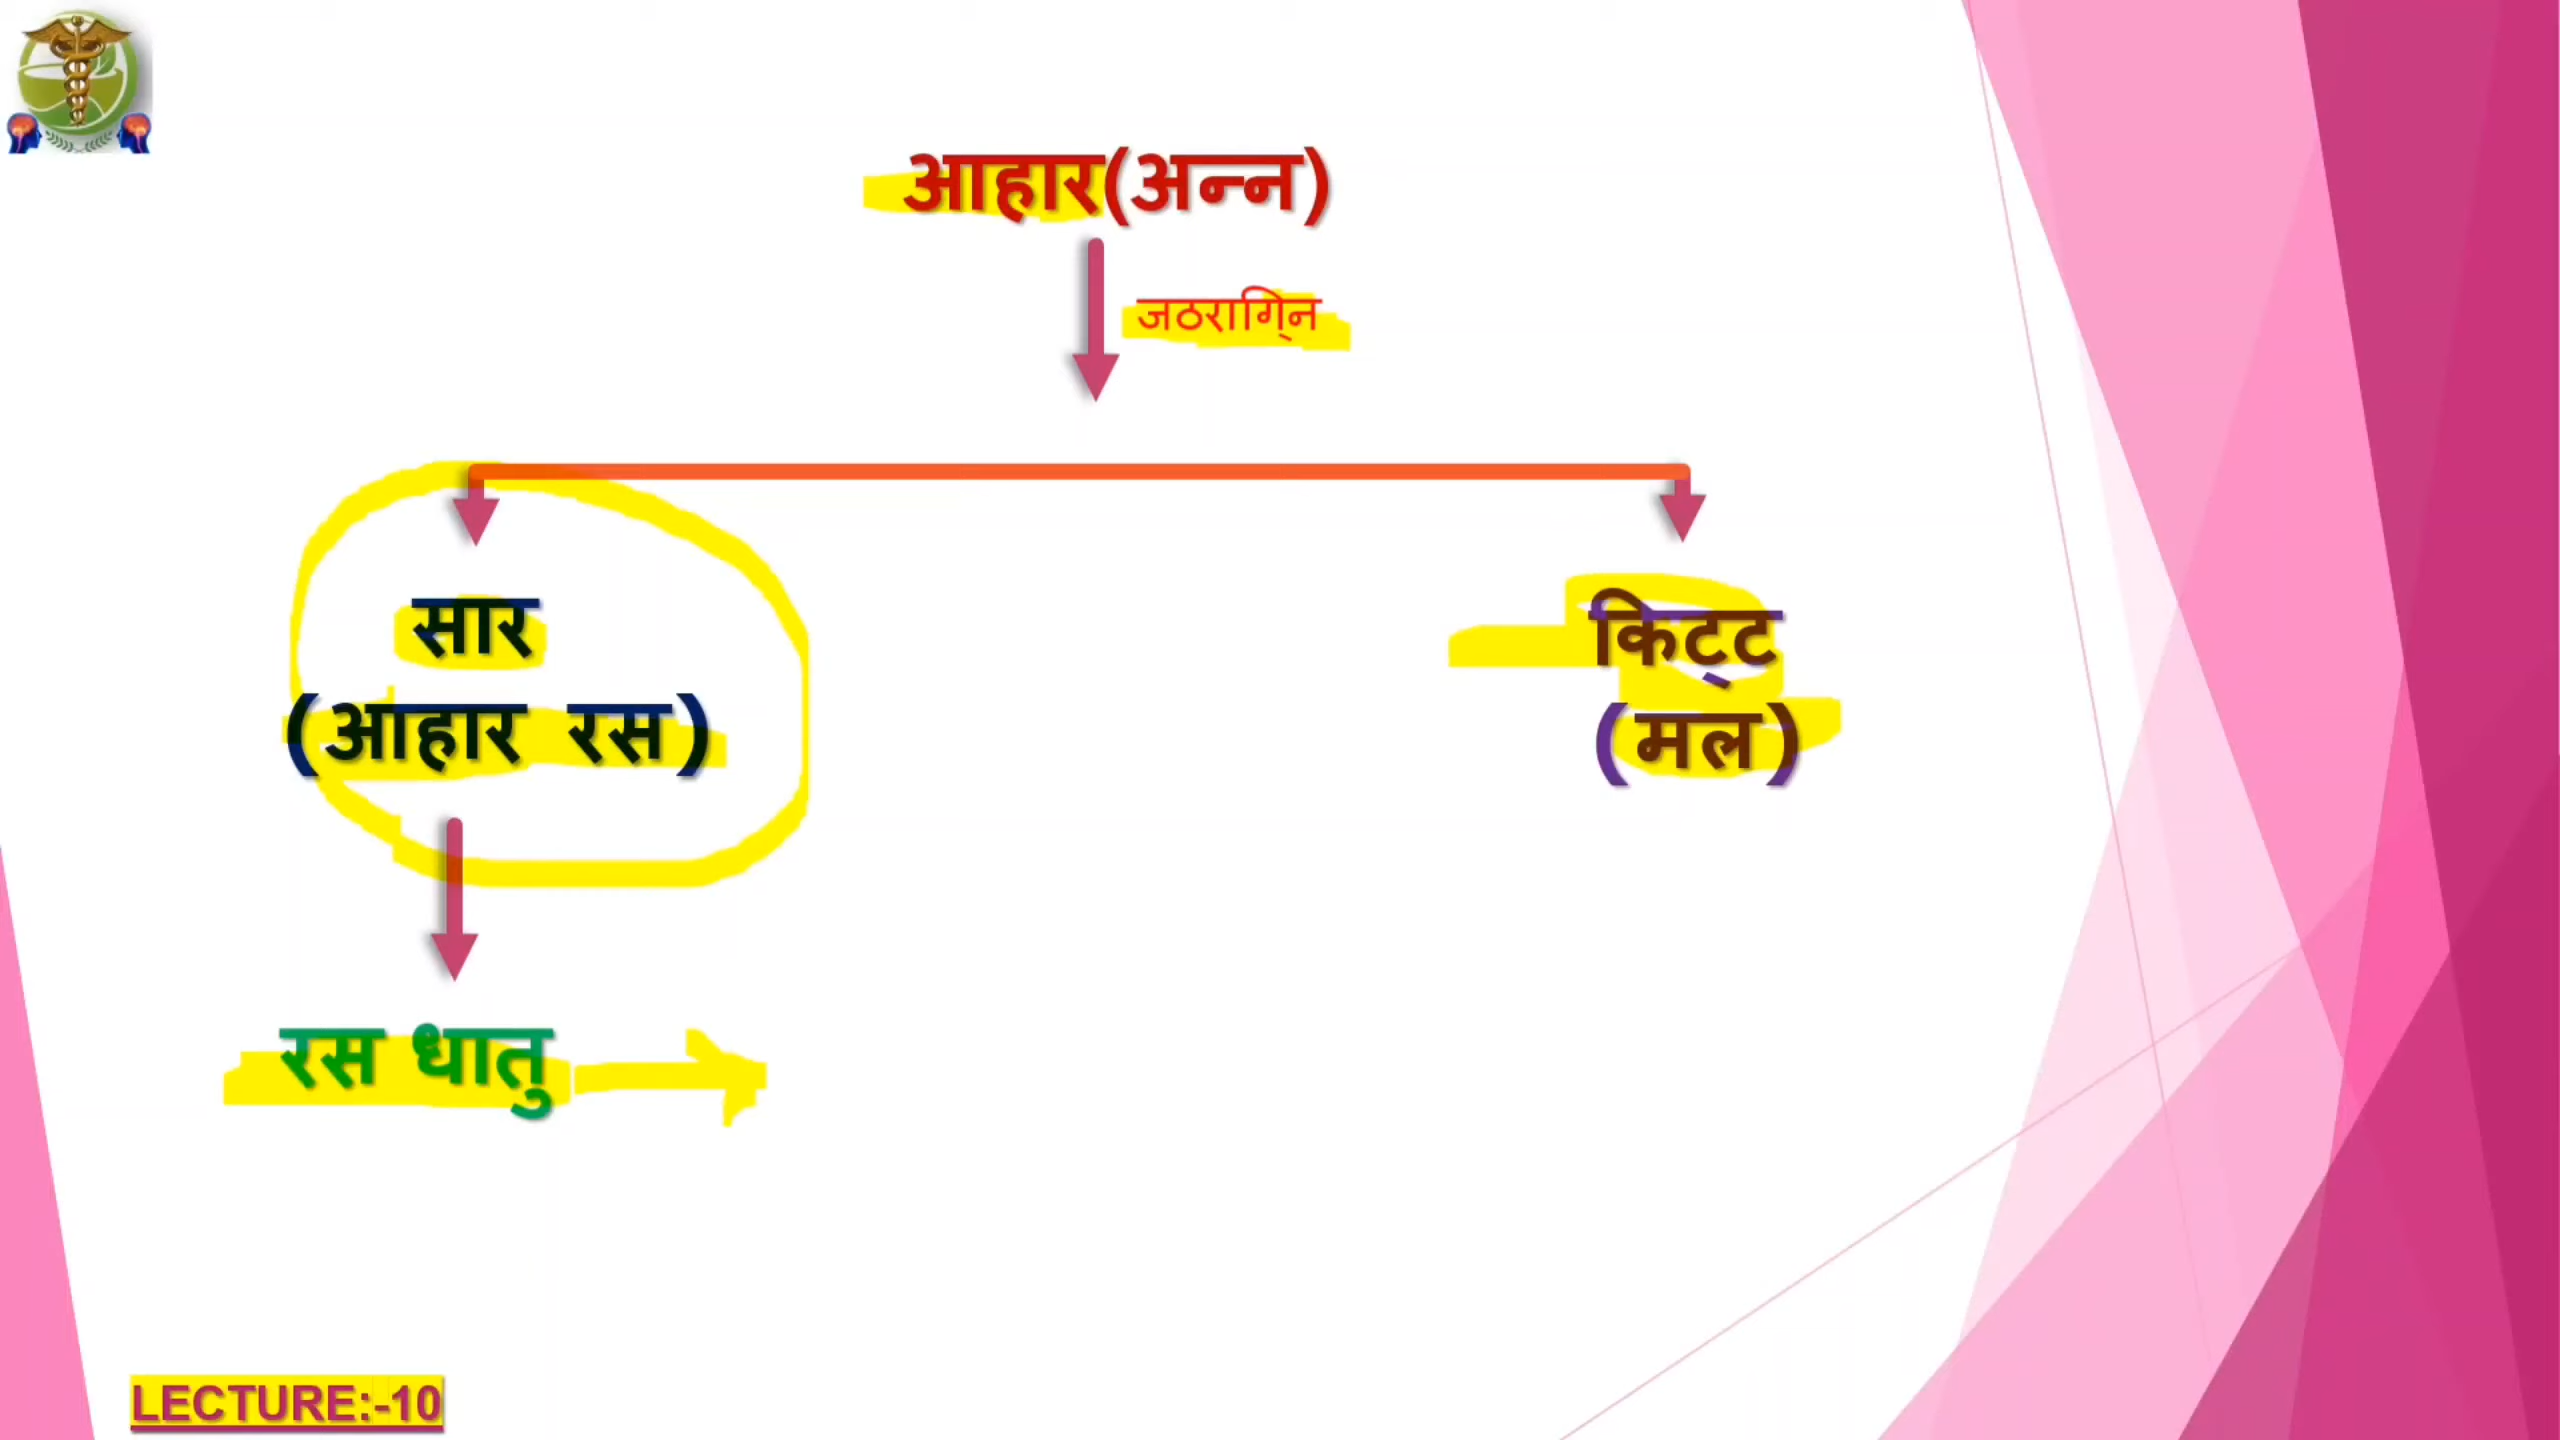 आहार(अन्न)
जठराग्नि
सार
(आहार रस)
किट्ट
(मल)
रस धातु
LECTURE:-10